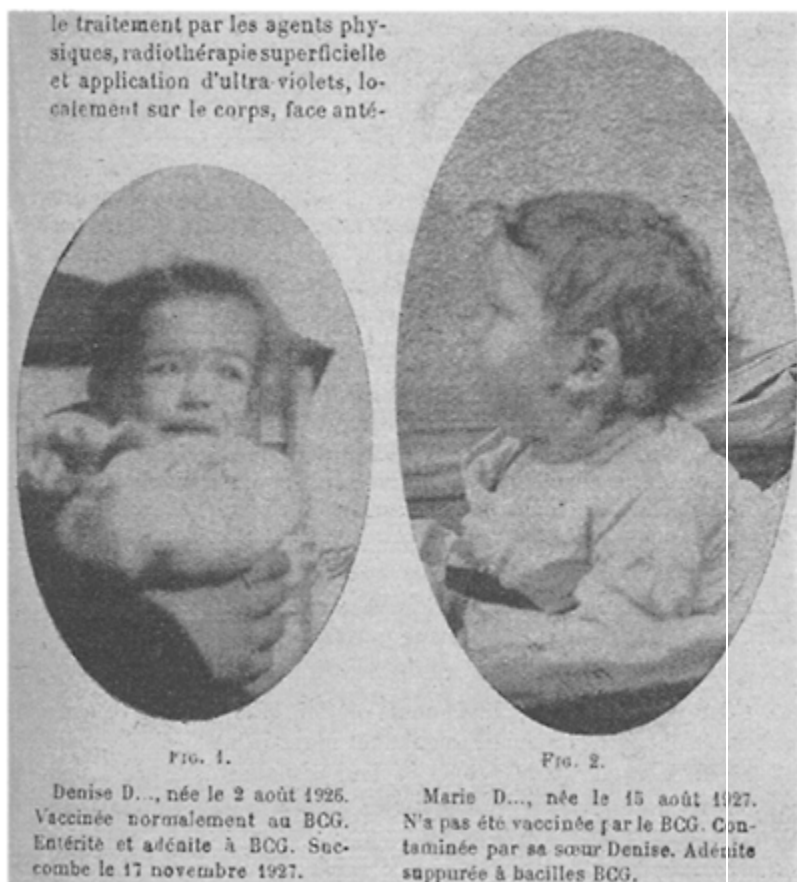 le traitement par les agents phy-
siques, radiothérapie superficielle
et application d'ultra-violets, lo-
calement sur le corps, face anté-
FIG. 1.
Denise D..., née le 2 août 1926.
Vaccinée normalement au BCG.
Entérite et adénite à BCG. Suc-
combe le 17 novembre 1927.
FIG. 2.
Marie D..., née le 15 août 1927.
N'a pas été vaccinée par le BCG. Con-
taminée par sa sœur Denise. Adénite
suppurée à bacilles BCG.